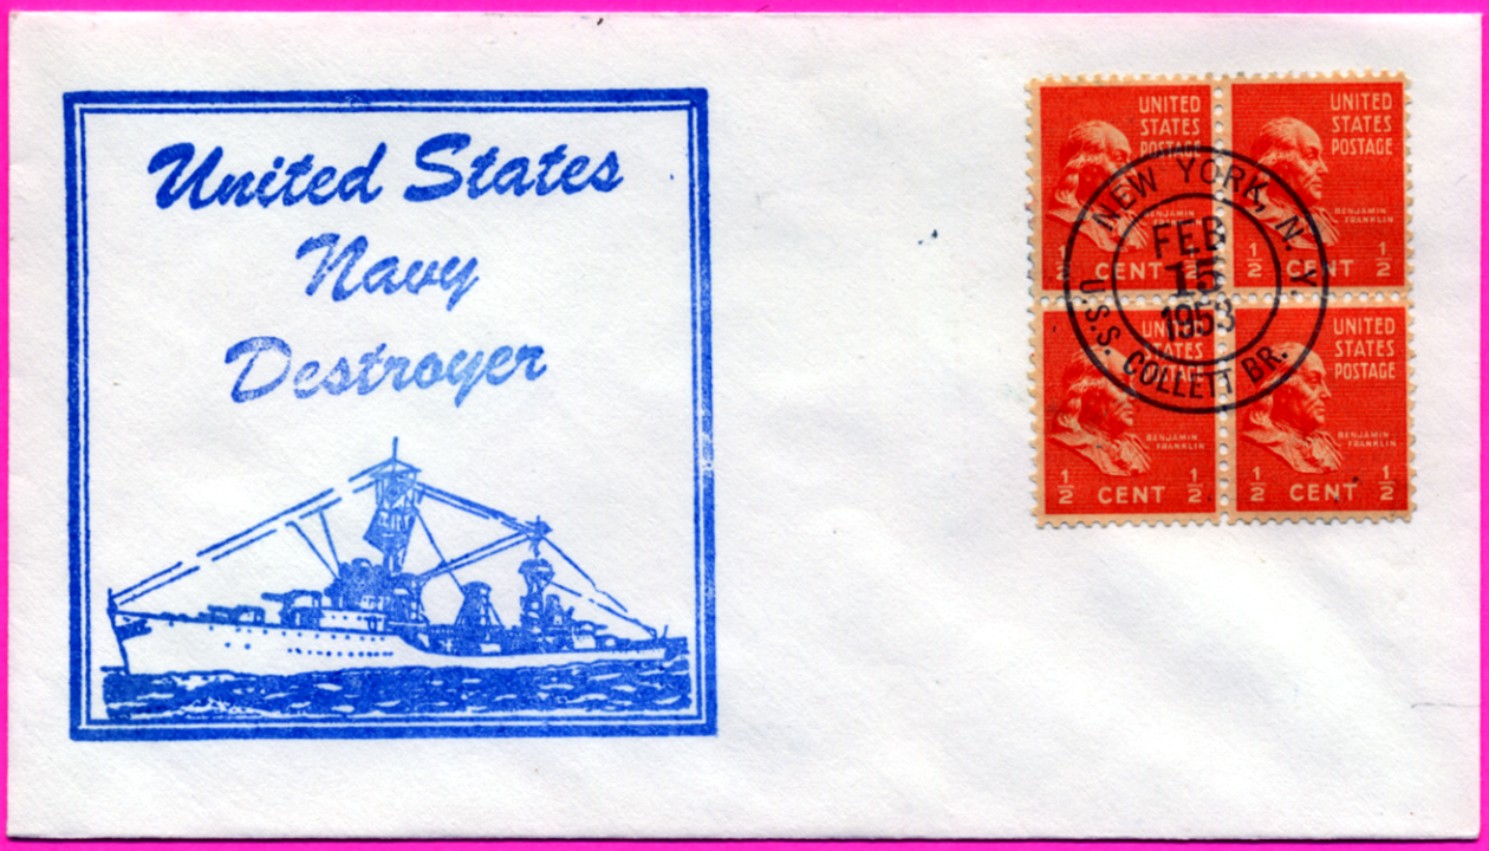 United States
Navy
Destroyer
UNITED
STATES
POSTAGE
BENJAMIN
FRANKLIN
1/2 CENT 1/2
UNITED
STATES
POSTAGE
BENJAMIN
FRANKLIN
1/2 CENT 1/2
NEW YORK, N. Y.
FEB
15
1953
U.S.S. COLLETT BR.
UNITED
STATES
POSTAGE
BENJAMIN
FRANKLIN
1/2 CENT 1/2
UNITED
STATES
POSTAGE
BENJAMIN
FRANKLIN
1/2 CENT 1/2